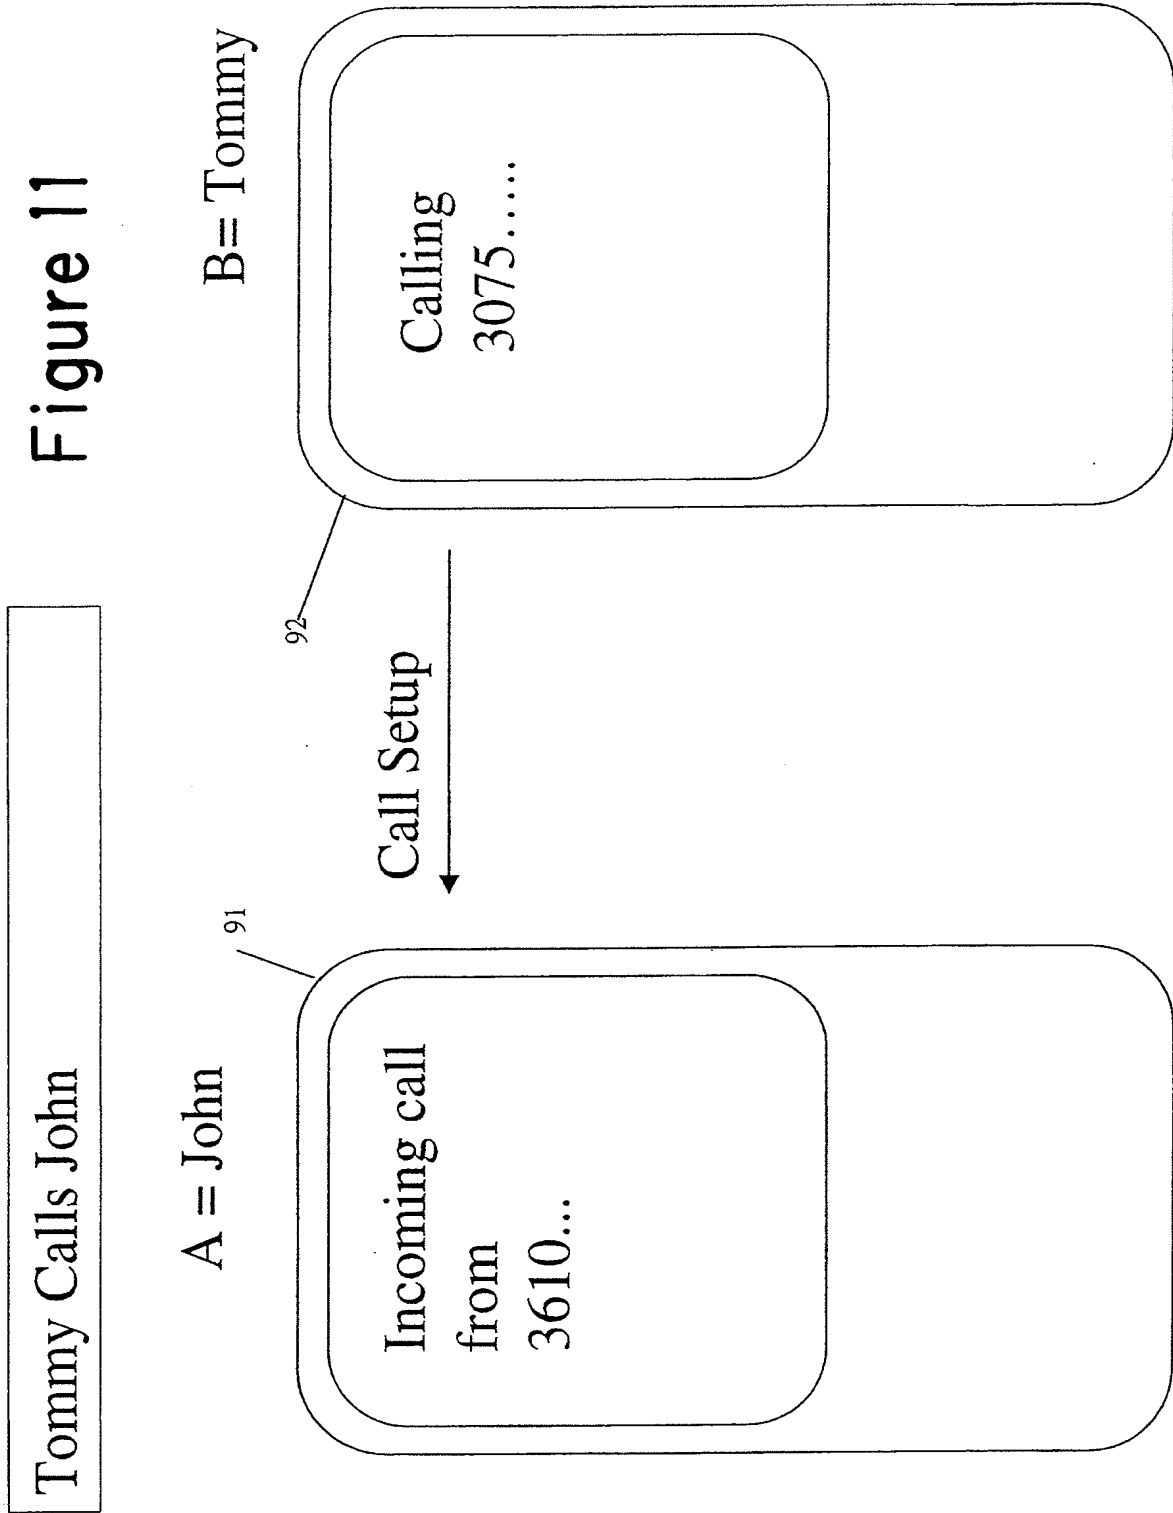 Figure 11
Tommy Calls John
A = John
B= Tommy
91
92
Incoming call
from
3610...
Call Setup
Calling
3075......